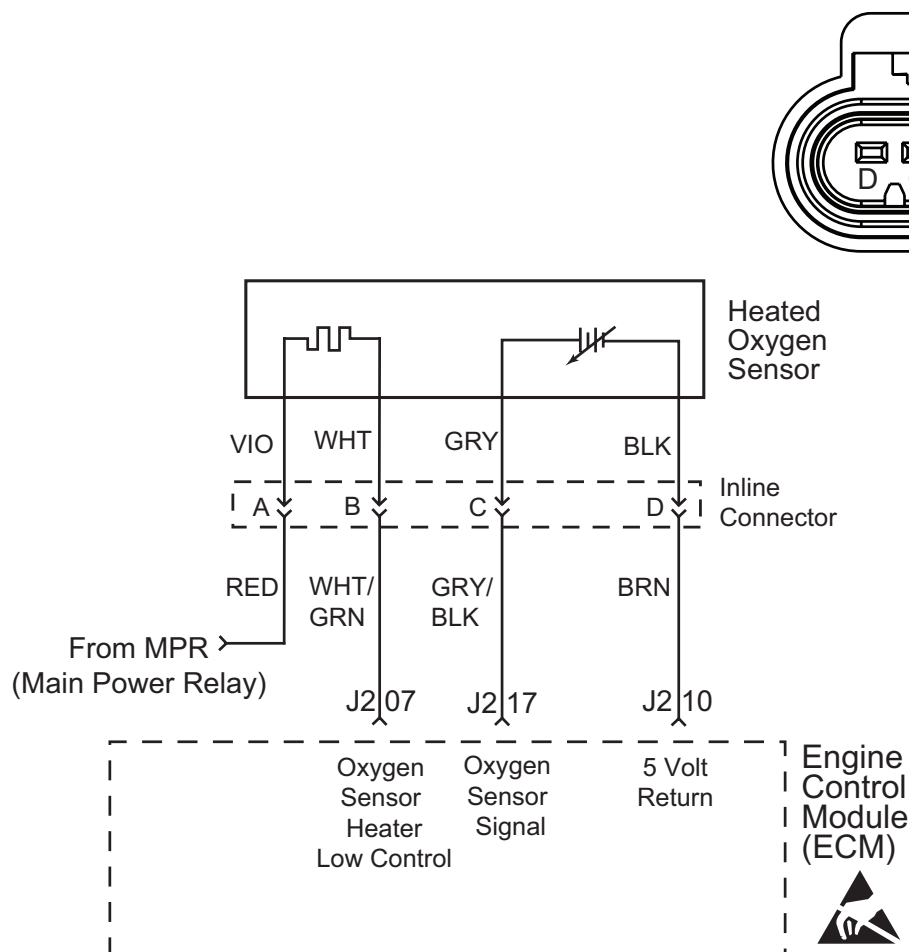 D
Heated
Oxygen
Sensor
VIO WHT GRY BLK
A B C D
Inline
Connector
RED WHT/
GRN GRY/
BLK BRN
From MPR
(Main Power Relay)
J2 07 J2 17 J2 10
Oxygen
Sensor
Heater
Low Control
Oxygen
Sensor
Signal
5 Volt
Return
Engine
Control
Module
(ECM)